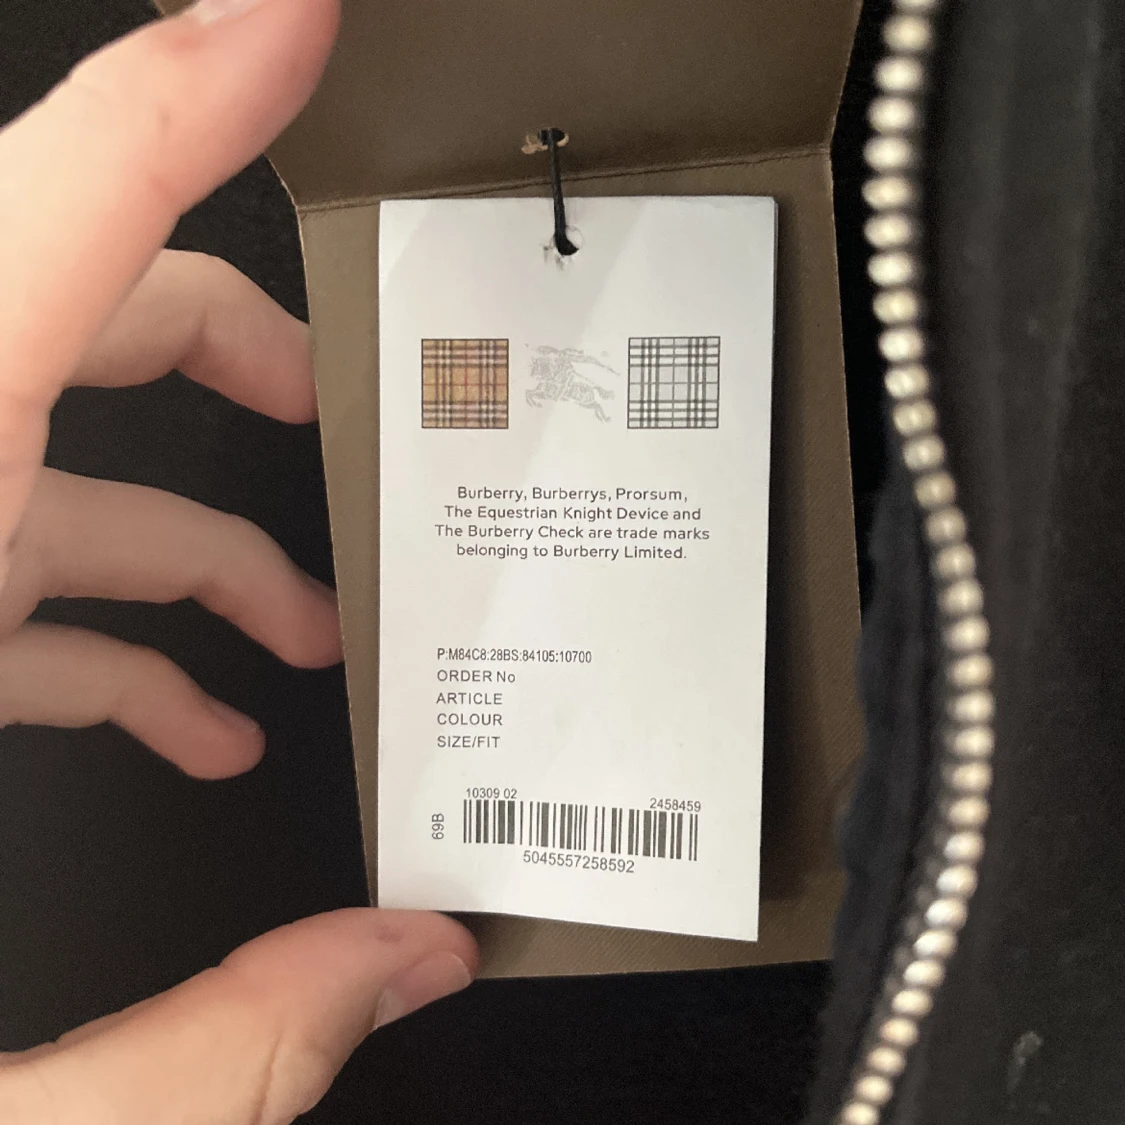 Burberry, Burberrys, Prorsum,
The Equestrian Knight Device and
The Burberry Check are trade marks
belonging to Burberry Limited.
P:M84C8:28BS:84105:10700
ORDER No
ARTICLE
COLOUR
SIZE/FIT
10309 02
2458459
69B
5045557258592